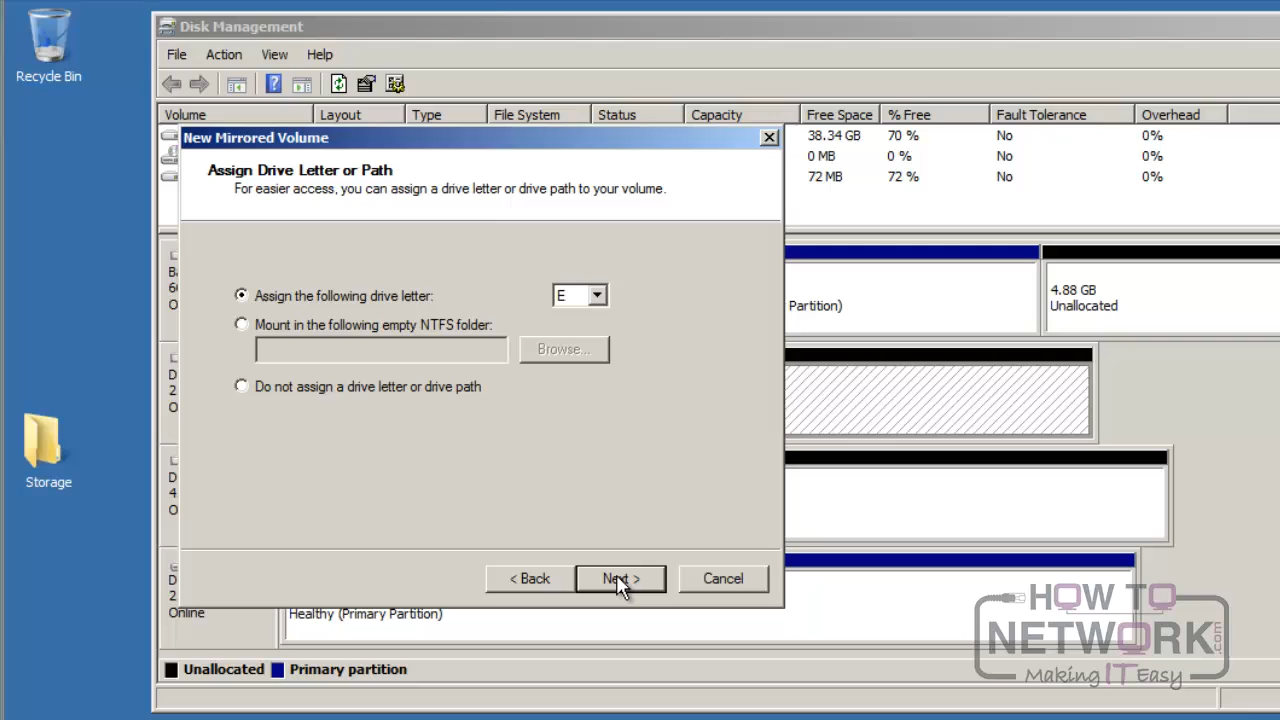 Recycle Bin
Storage
Disk Management
File Action View Help
Volume Layout Type File System Status Capacity Free Space % Free Fault Tolerance Overhead
38.34 GB 70 % No 0%
0 MB 0 % No 0%
72 MB 72 % No 0%
New Mirrored Volume
Assign Drive Letter or Path
For easier access, you can assign a drive letter or drive path to your volume.
Assign the following drive letter: E
Mount in the following empty NTFS folder:
Browse...
Do not assign a drive letter or drive path
< Back Next > Cancel
Partition)
4.88 GB
Unallocated
Online
Healthy (Primary Partition)
Unallocated Primary partition
HOW TO
NETWORK.com
Making IT Easy